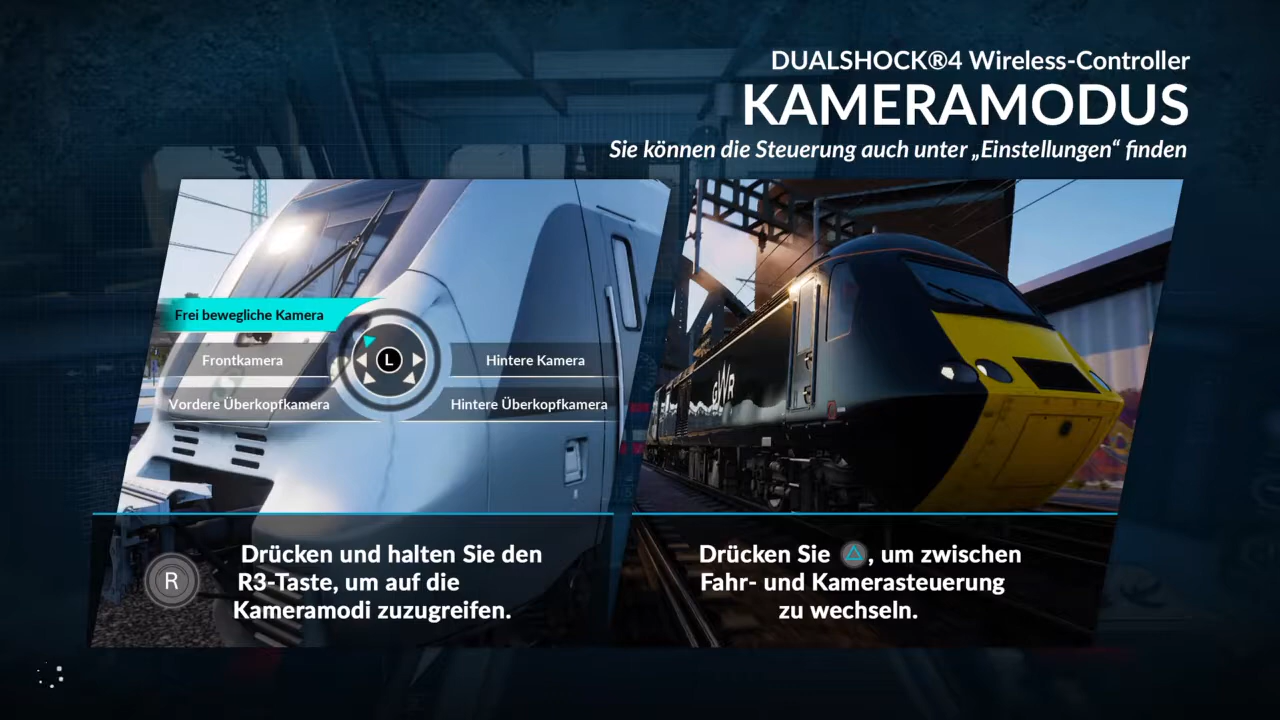 DUALSHOCK®4 Wireless-Controller
KAMERAMODUS
Sie können die Steuerung auch unter „Einstellungen“ finden
Frei bewegliche Kamera
Frontkamera
L
Hintere Kamera
Vordere Überkopfkamera
Hintere Überkopfkamera
GWR
R
Drücken und halten Sie den
R3-Taste, um auf die
Kameramodi zuzugreifen.
Drücken Sie , um zwischen
Fahr- und Kamerasteuerung
zu wechseln.